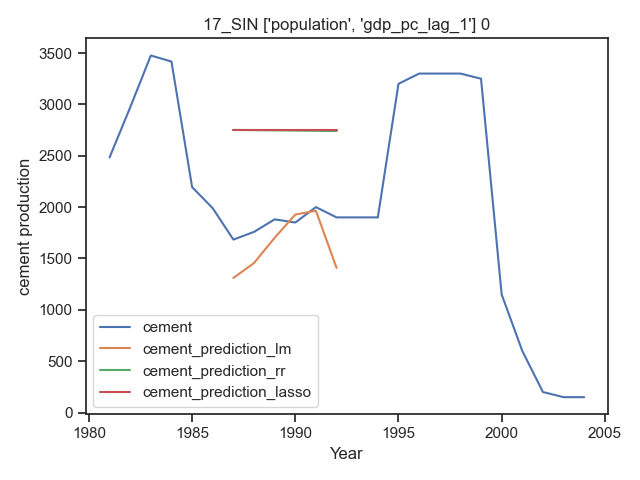 17_SIN ['population', 'gdp_pc_lag_1'] 0
3500
3000
2500
2000
1500
1000
500
0
cement production
cement
cement_prediction_lm
cement_prediction_rr
cement_prediction_lasso
1980
1985
1990
1995
2000
2005
Year